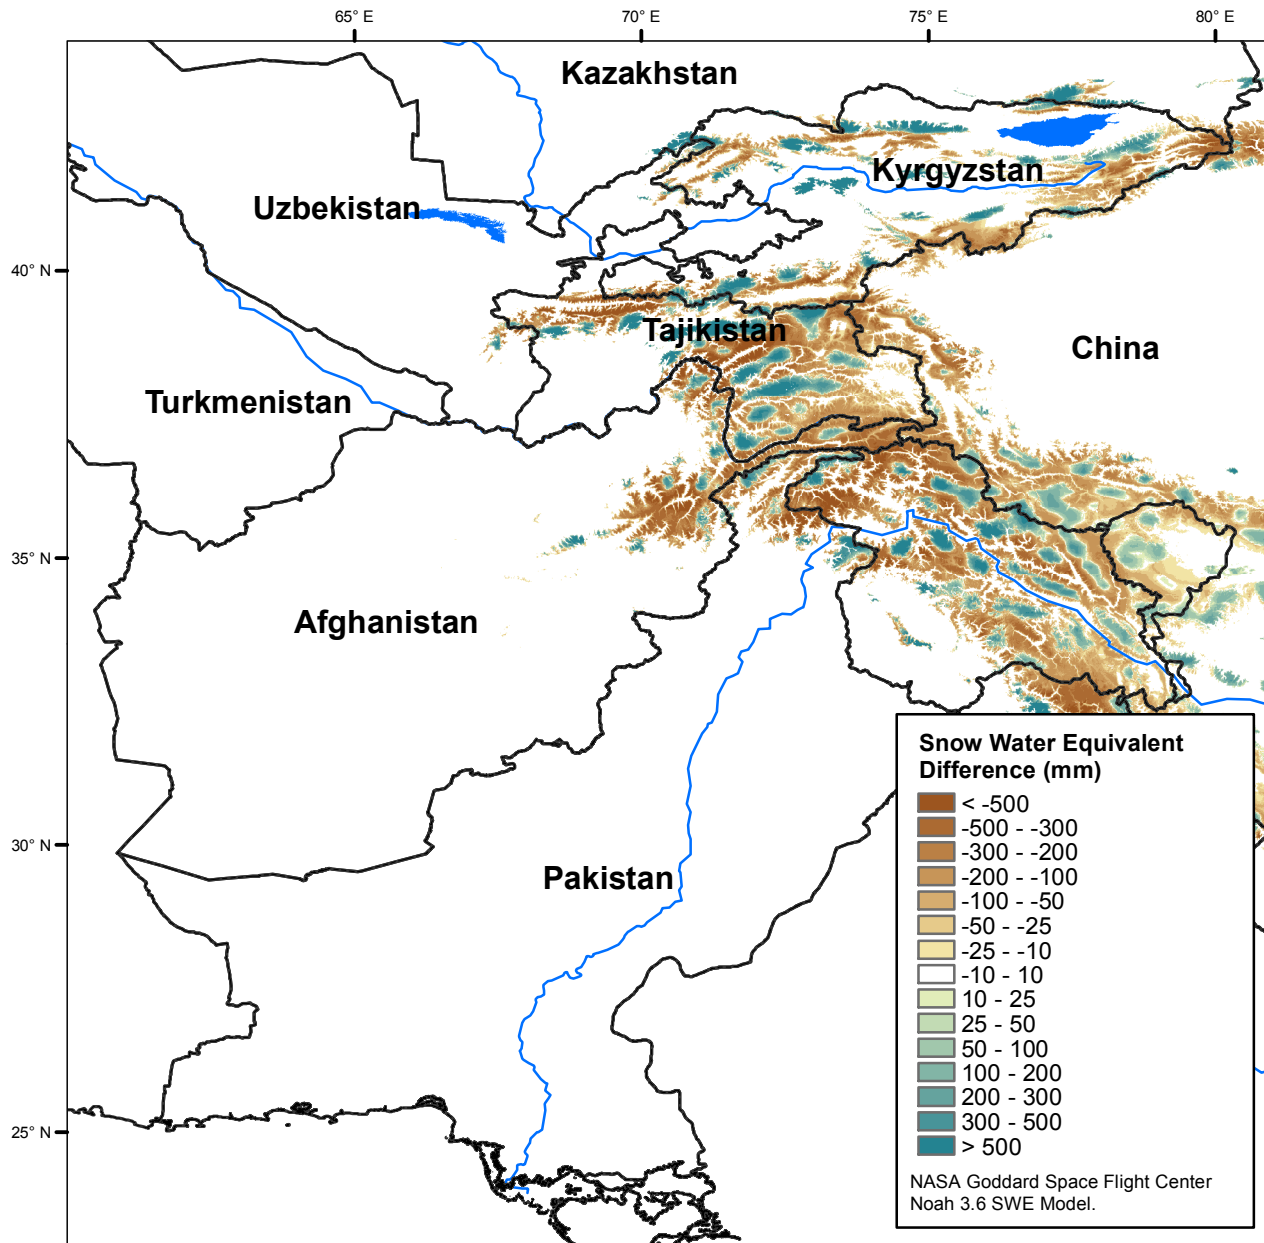 65° E
70° E
75° E
80° E
Kazakhstan
Kyrgyzstan
Uzbekistan
40° N
Tajikistan
China
Turkmenistan
35° N
Afghanistan
30° N
Pakistan
25° N
Snow Water Equivalent
Difference (mm)
< -500
-500 - -300
-300 - -200
-200 - -100
-100 - -50
-50 - -25
-25 - -10
-10 - 10
10 - 25
25 - 50
50 - 100
100 - 200
200 - 300
300 - 500
> 500
NASA Goddard Space Flight Center
Noah 3.6 SWE Model.